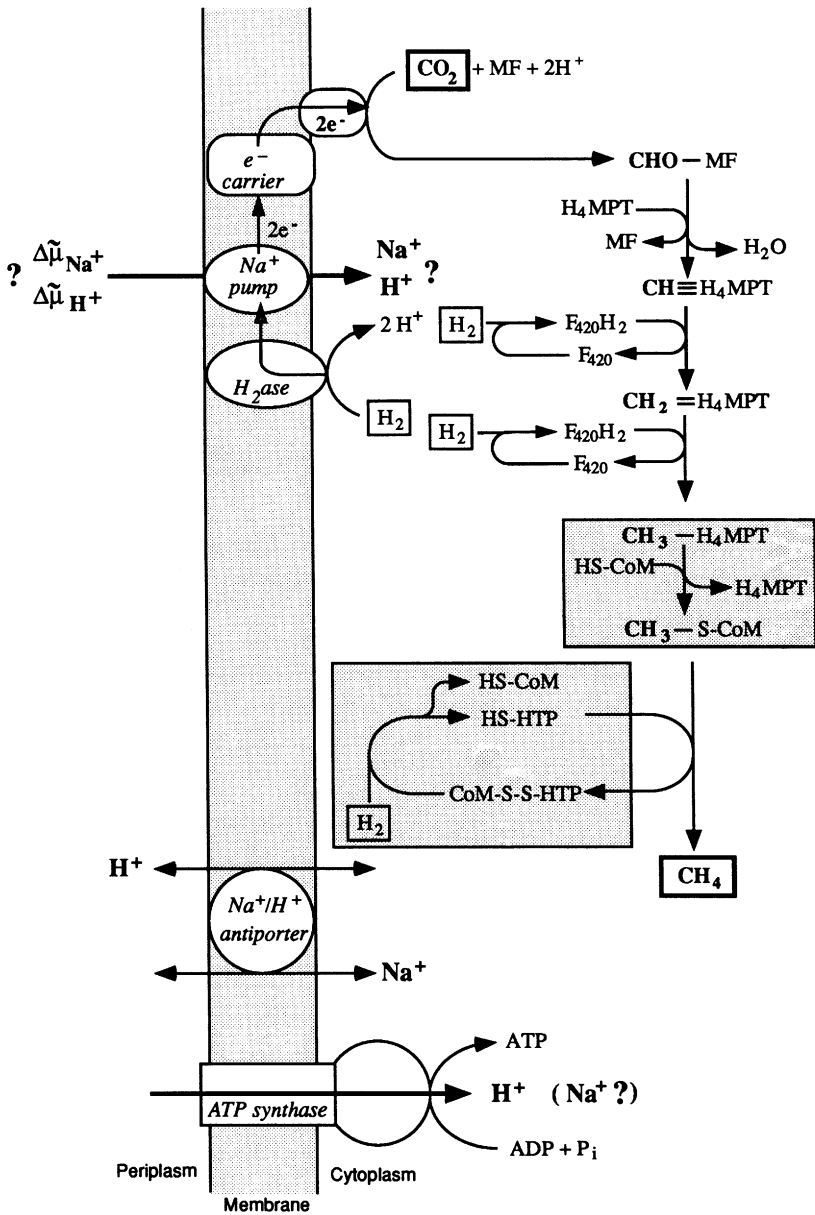 CO2 + MF + 2H+
2e-
e-
carrier
CHO — MF
2e-
H4MPT
MF
H2O
? Δμ̃Na+
Δμ̃H+
Na+
pump
Na+
H+ ?
CH≡H4MPT
2 H+
H2
F420H2
F420
H2ase
H2
CH2 =H4MPT
H2
F420H2
F420
CH3 —H4MPT
HS-CoM
H4MPT
CH3 — S-CoM
HS-CoM
HS-HTP
CoM-S-S-HTP
H2
H+
CH4
Na+/H+
antiporter
Na+
ATP
H+ ( Na+ ?)
ATP synthase
ADP + Pi
Periplasm
Cytoplasm
Membrane